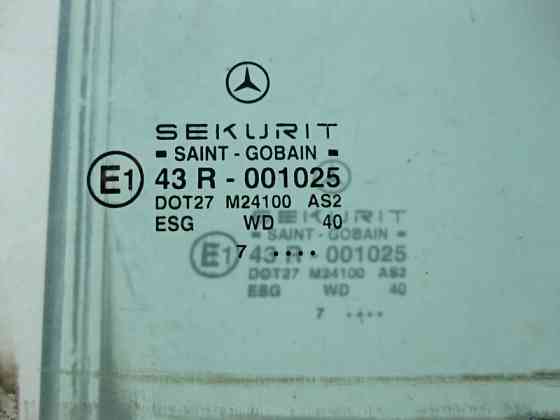 SEKURIT
SAINT - GOBAIN
E1 43 R - 001025
DOT27 M24100 AS2
ESG WD 40
7 ••••
SEKURIT
SAINT - GOBAIN
E1 43 R - 001025
DOT27 M24100 AS2
ESG WD 40
7 ••••